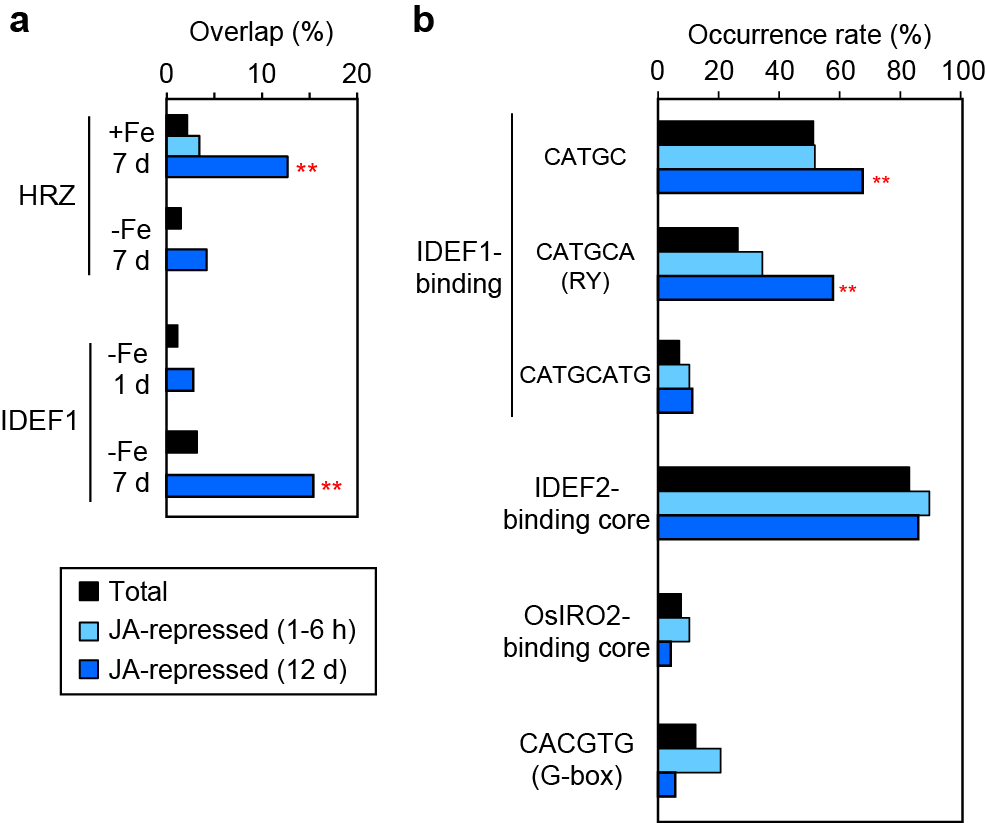 a
Overlap (%)
0 10 20
HRZ
+Fe
7 d
**
-Fe
7 d
IDEF1
-Fe
1 d
-Fe
7 d
**
Total
JA-repressed (1-6 h)
JA-repressed (12 d)
b
Occurrence rate (%)
0 20 40 60 80 100
IDEF1-
binding
CATGC
**
CATGCA
(RY)
**
CATGCATG
IDEF2-
binding core
OsIRO2-
binding core
CACGTG
(G-box)